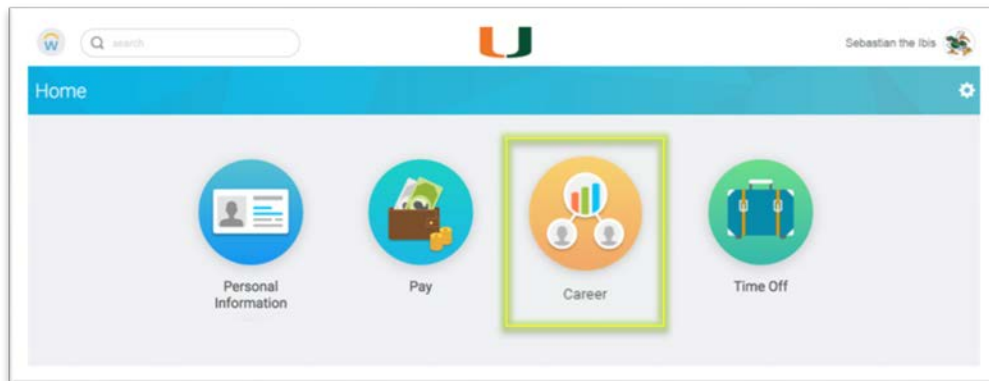 search
Sebastian the Ibis
Home
Personal
Information
Pay
Career
Time Off